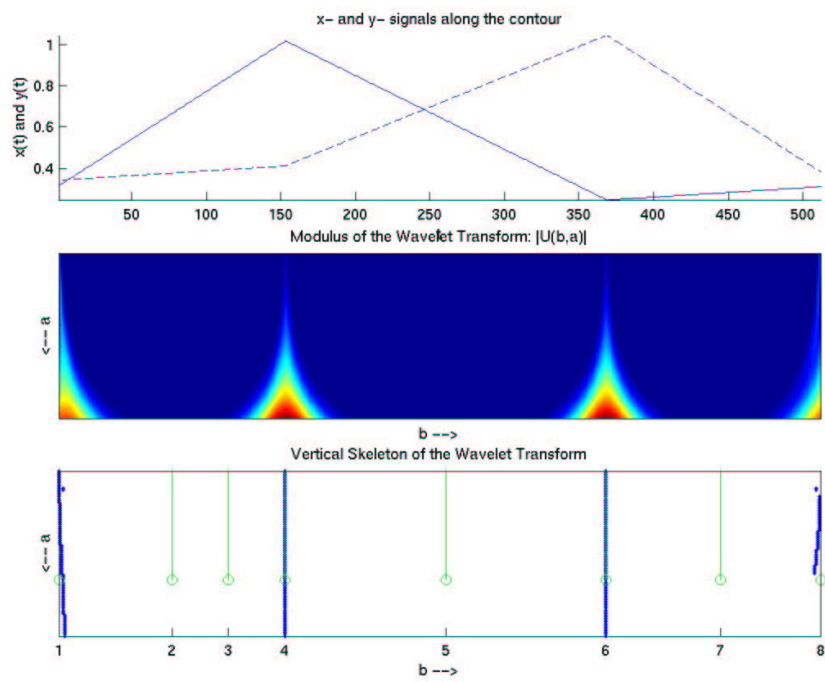 x- and y- signals along the contour
x(t) and y(t)
1
0.8
0.6
0.4
50 100 150 200 250 300 350 400 450 500
Modulus of the Wavelet Transform: |U(b,a)|
<-- a
b -->
Vertical Skeleton of the Wavelet Transform
<-- a
1 2 3 4 5 6 7 8
b -->